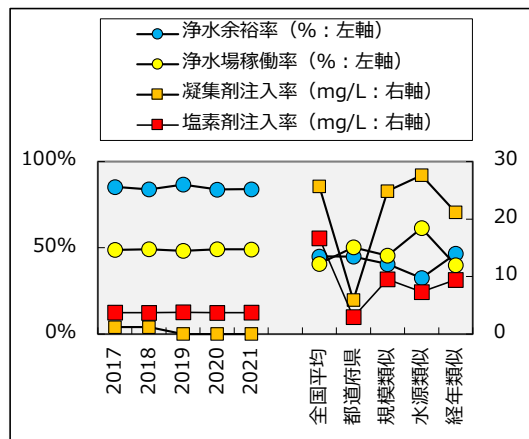 浄水余裕率（%：左軸）
浄水場稼働率（%：左軸）
凝集剤注入率（mg/L：右軸）
塩素剤注入率（mg/L：右軸）
100%
50%
0%
30
20
10
0
2017
2018
2019
2020
2021
全国平均
都道府県
規模類似
水源類似
経年類似